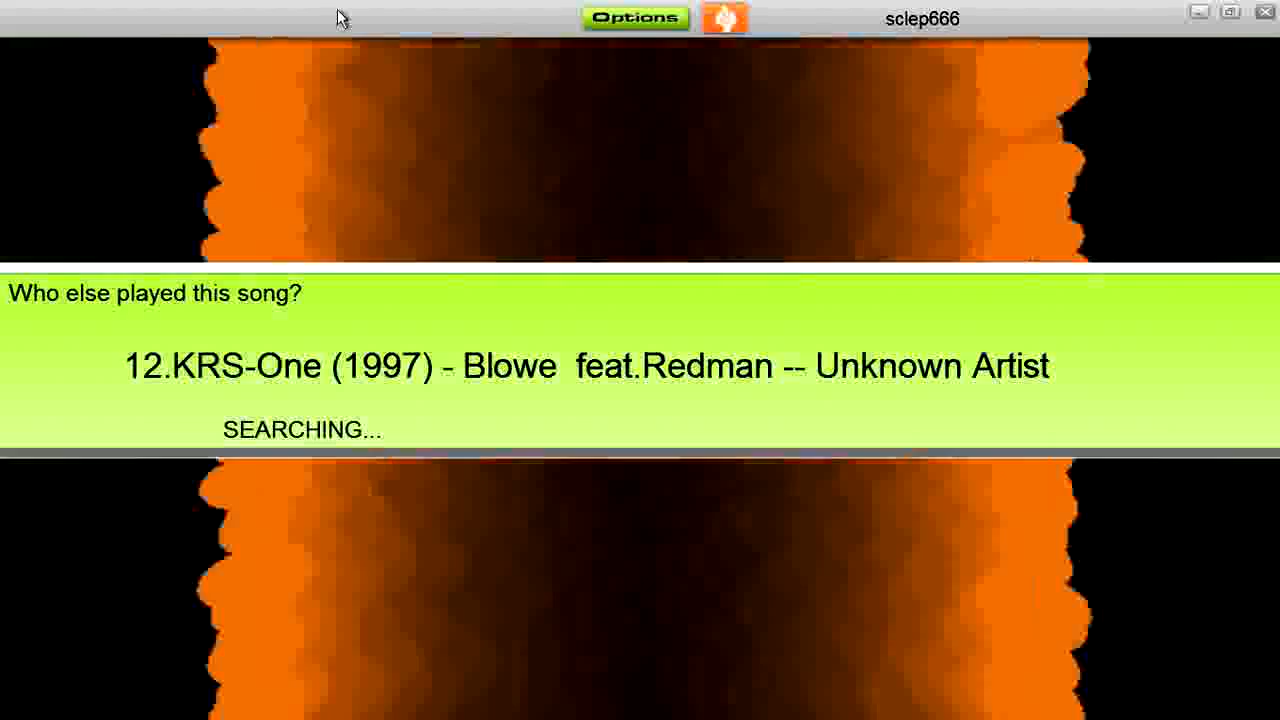 Options
sclep666
Who else played this song?
12.KRS-One (1997) - Blowe  feat.Redman -- Unknown Artist
SEARCHING...